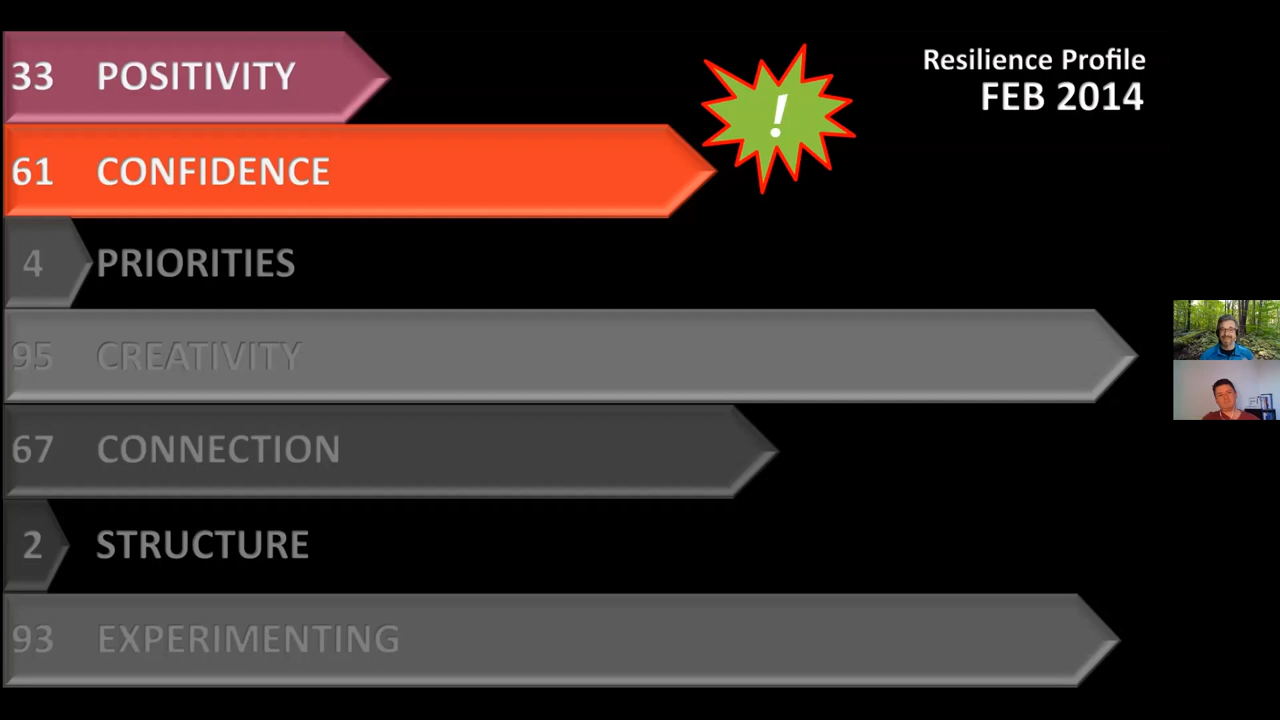 33 POSITIVITY
!
Resilience Profile
FEB 2014
61 CONFIDENCE
4 PRIORITIES
95 CREATIVITY
67 CONNECTION
2 STRUCTURE
93 EXPERIMENTING